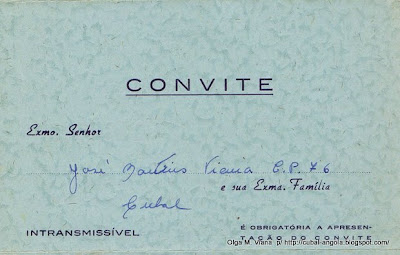 CONVITE
Exmo. Senhor
José Martins Viana C.P. 76
e sua Exma. Família
Cubal
INTRANSMISSÍVEL
É OBRIGATÓRIA A APRESEN-
TAÇÃO DO CONVITE
Olga M. Viana p/ http://cubal-angola.blogspot.com/